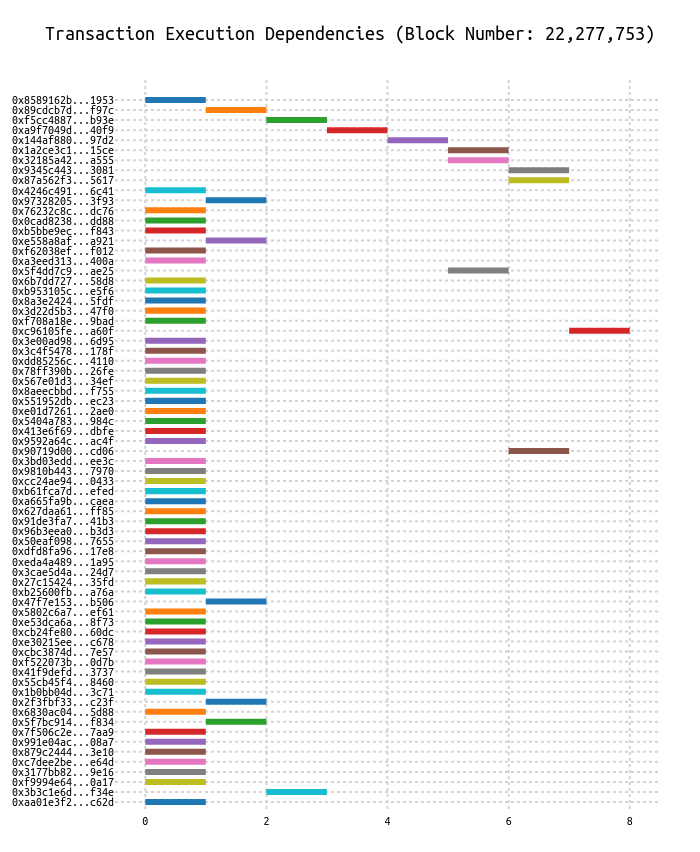 Transaction Execution Dependencies (Block Number: 22,277,753)
0x8589162b...1953
0x89cdcb7d...f97c
0xf5cc4887...b93e
0xa9f7049d...40f9
0x144af880...97d2
0x1a2ce3c1...15ce
0x32185a42...a555
0x9345c443...3081
0x87a562f3...5617
0x4246c491...6c41
0x97328205...3f93
0x76232c8c...dc76
0x0cad8238...dd88
0xb5bbe9ec...f843
0xe558a8af...a921
0xf62038ef...f012
0xa3eed313...400a
0x5f4dd7c9...ae25
0x6b7dd727...58d8
0xb953105c...e5f6
0x8a3e2424...5fdf
0x3d22d5b3...47f0
0xf708a18e...9bad
0xc96105fe...a60f
0x3e00ad98...6d95
0x3c4f5478...178f
0xdd85256c...4110
0x78ff390b...26fe
0x567e01d3...34ef
0x8aeecbbd...f755
0x551952db...ec23
0xe01d7261...2ae0
0x5404a783...984c
0x413e6f69...dbfe
0x9592a64c...ac4f
0x90719d00...cd06
0x3bd03edd...ee3c
0x9810b443...7970
0xcc24ae94...0433
0xb61fca7d...efed
0xa665fa9b...caea
0x627daa61...ff85
0x91de3fa7...41b3
0x96b3eea0...b3d3
0x50eaf098...7655
0xdfd8fa96...17e8
0xeda4a489...1a95
0x3cae5d4a...24d7
0x27c15424...35fd
0xb25600fb...a76a
0x47f7e153...b506
0x5802c6a7...ef61
0xe53dca6a...8f73
0xcb24fe80...60dc
0xe30215ee...c678
0xcbc3874d...7e57
0xf522073b...0d7b
0x41f9defd...3737
0x55cb45f4...8460
0x1b0bb04d...3c71
0x2f3fbf33...c23f
0x6830ac04...5d88
0x5f7bc914...f834
0x7f506c2e...7aa9
0x991e04ac...08a7
0x879c2444...3e10
0xc7dee2be...e64d
0x3177bb82...9e16
0xf9994e64...0a17
0x3b3c1e6d...f34e
0xaa01e3f2...c62d
0 2 4 6 8